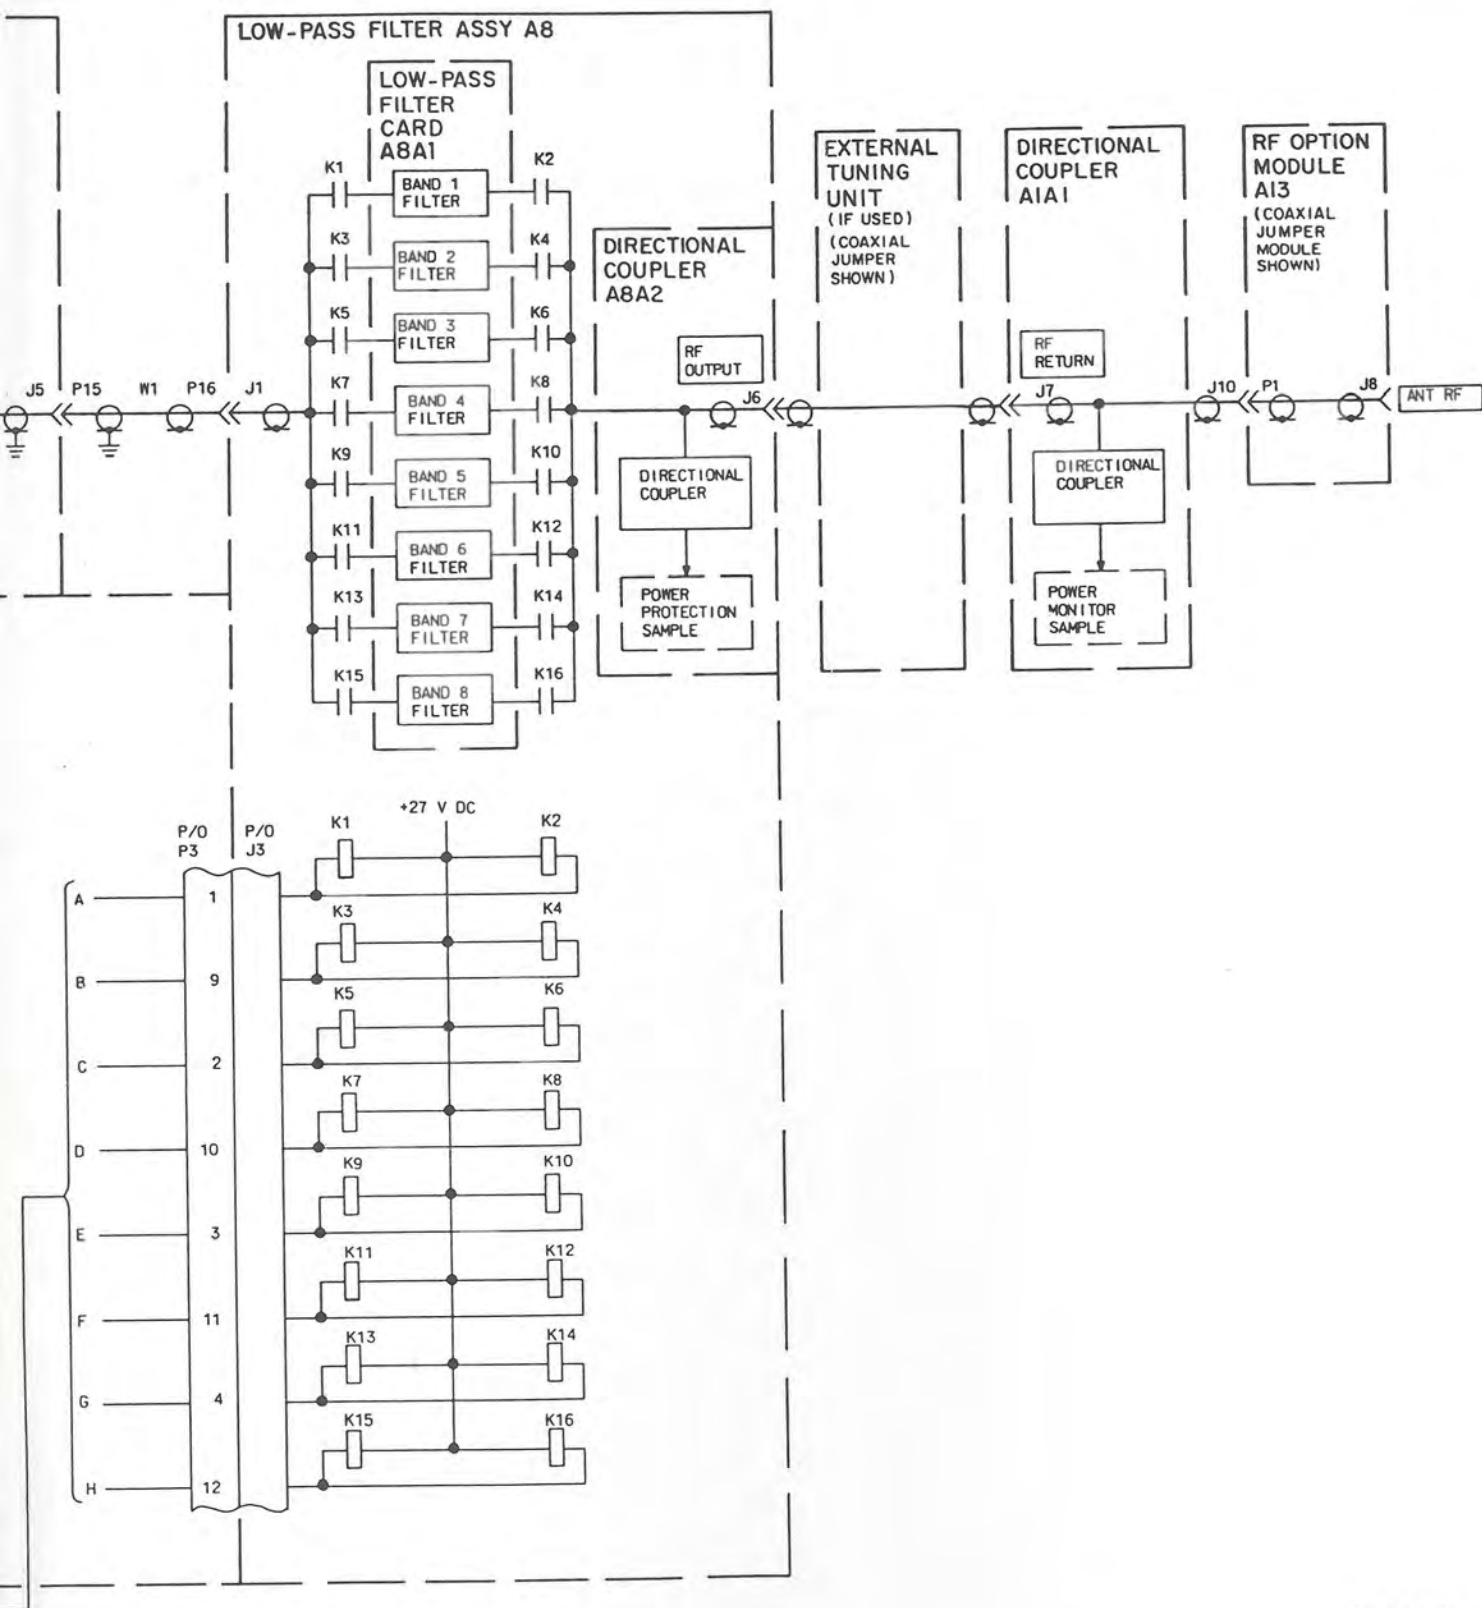 LOW-PASS FILTER ASSY A8
LOW-PASS
FILTER
CARD
A8A1
K1
BAND 1
FILTER
K2
K3
BAND 2
FILTER
K4
K5
BAND 3
FILTER
K6
K7
BAND 4
FILTER
K8
K9
BAND 5
FILTER
K10
K11
BAND 6
FILTER
K12
K13
BAND 7
FILTER
K14
K15
BAND 8
FILTER
K16
J5
P15
W1
P16
J1
DIRECTIONAL
COUPLER
A8A2
RF
OUTPUT
J6
DIRECTIONAL
COUPLER
POWER
PROTECTION
SAMPLE
EXTERNAL
TUNING
UNIT
(IF USED)
(COAXIAL
JUMPER
SHOWN)
DIRECTIONAL
COUPLER
A1A1
RF
RETURN
J7
DIRECTIONAL
COUPLER
POWER
MONITOR
SAMPLE
J10
RF OPTION
MODULE
A13
(COAXIAL
JUMPER
MODULE
SHOWN)
P1
J8
ANT RF
+27 V DC
P/O
P3
P/O
J3
K1
K2
A
1
K3
K4
B
9
K5
K6
C
2
K7
K8
D
10
K9
K10
E
3
K11
K12
F
11
K13
K14
G
4
K15
K16
H
12